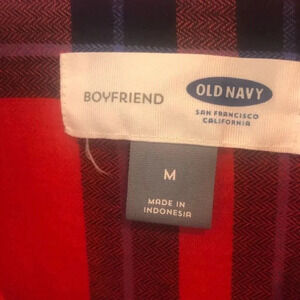 BOYFRIEND
OLD NAVY
SAN FRANCISCO
CALIFORNIA
M
MADE IN
INDONESIA